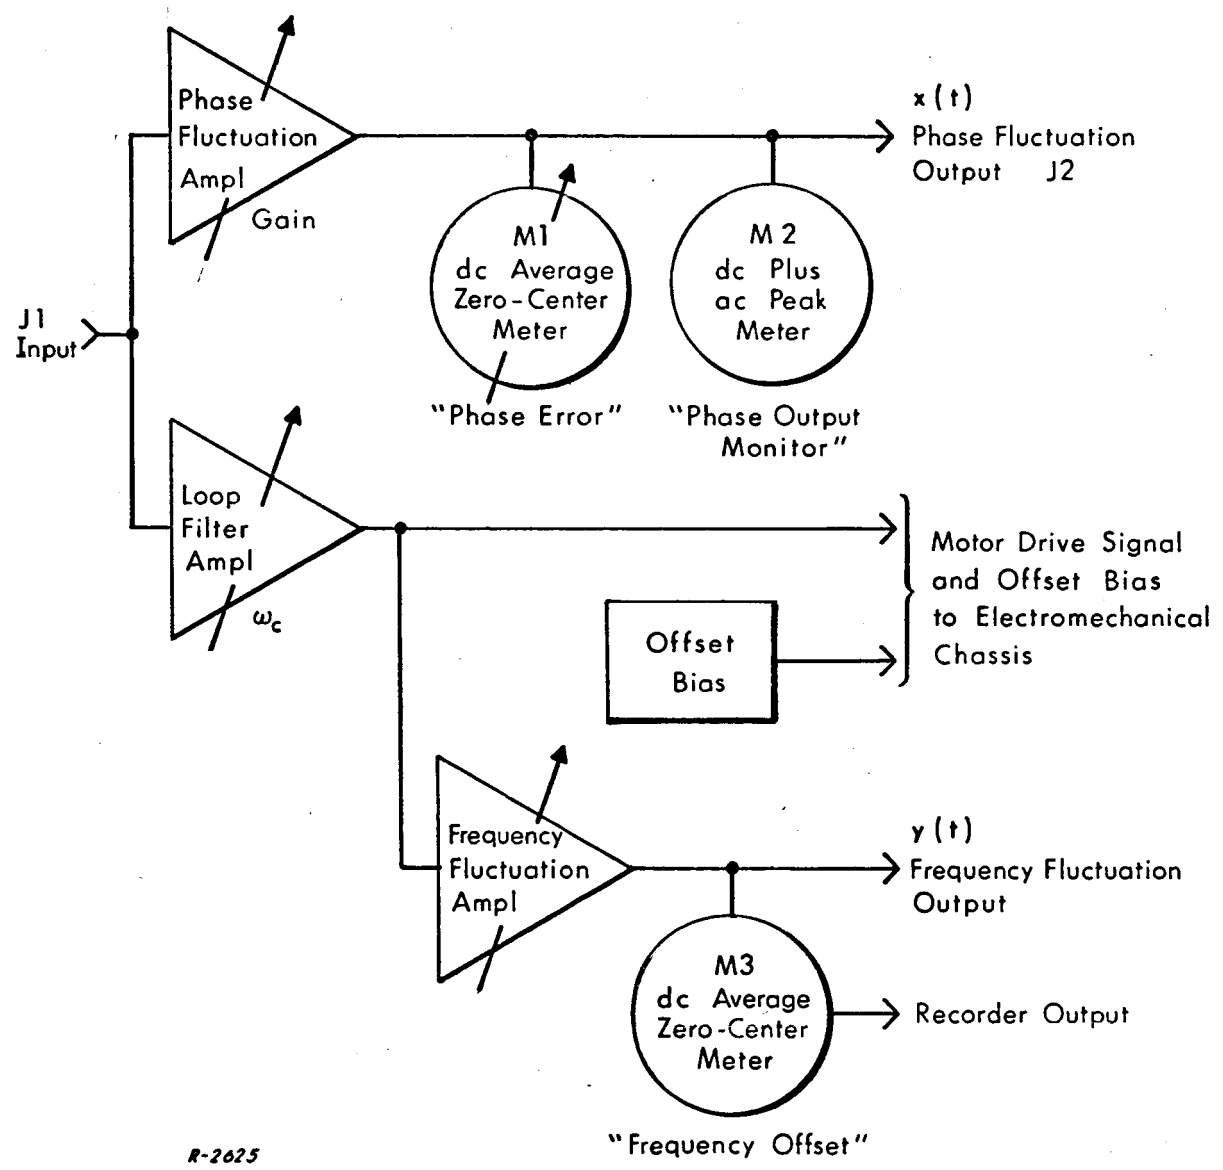 Phase
Fluctuation
Ampl
Gain
x(t)
Phase Fluctuation
Output J2
M1
dc Average
Zero-Center
Meter
"Phase Error"
M2
dc Plus
ac Peak
Meter
"Phase Output
Monitor"
J1
Input
Loop
Filter
Ampl
ωc
Motor Drive Signal
and Offset Bias
to Electromechanical
Chassis
Offset
Bias
Frequency
Fluctuation
Ampl
y(t)
Frequency Fluctuation
Output
M3
dc Average
Zero-Center
Meter
Recorder Output
"Frequency Offset"
R-2625